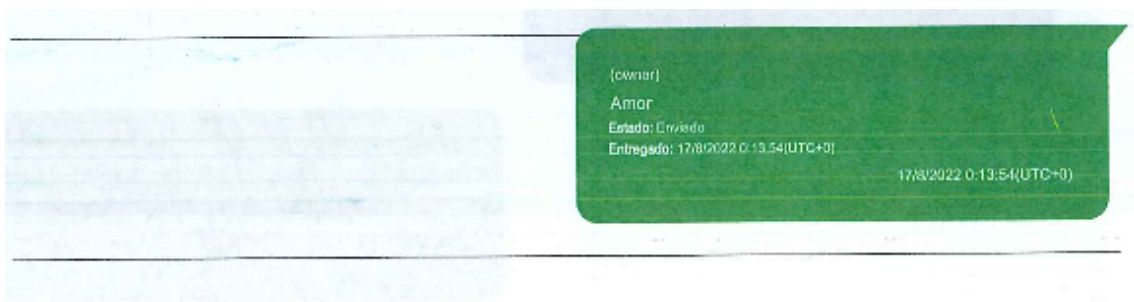 (owner)
Amor
Estado: Enviado
Entregado: 17/8/2022 0:13:54(UTC+0)
17/8/2022 0:13:54(UTC+0)